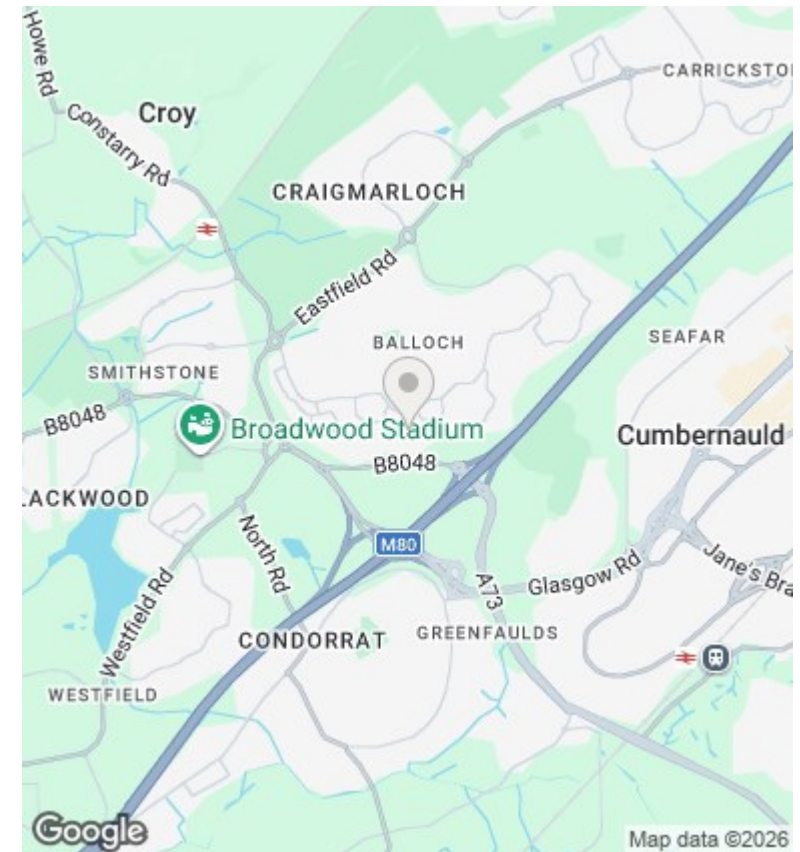 Howe Rd
Croy
CARRICKSTO
Constarry Rd
CRAIGMARLOCH
Eastfield Rd
BALLOCH
SEAFAR
SMITHSTONE
B8048
Broadwood Stadium
Cumbernauld
B8048
LACKWOOD
North Rd
M80
Jane's Bra
Glasgow Rd
A73
Westfield Rd
CONDORRAT
GREENFAULDS
WESTFIELD
Google
Map data ©2026